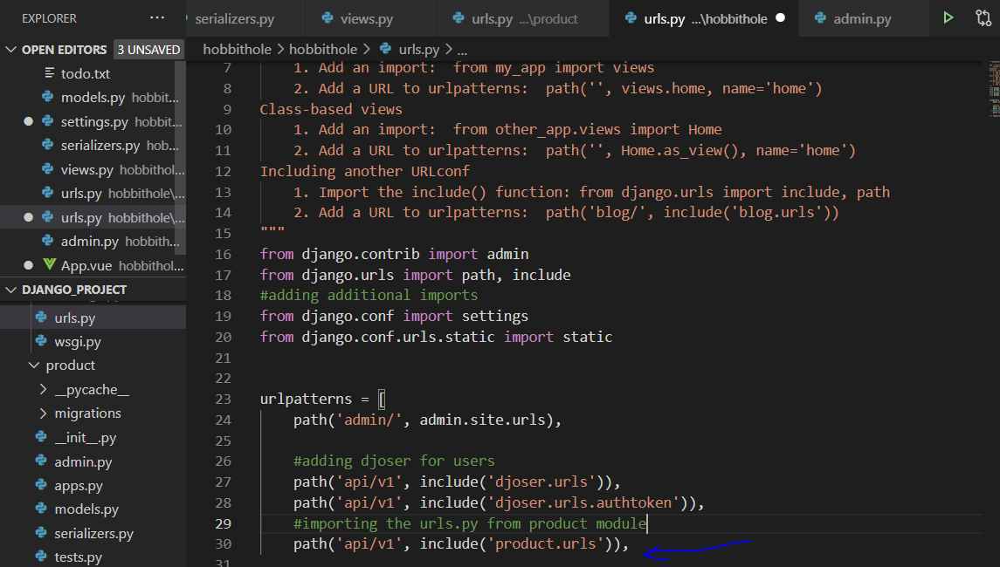 EXPLORER ···
serializers.py views.py urls.py ...\product urls.py ...\hobbithole admin.py
OPEN EDITORS 3 UNSAVED
hobbithole > hobbithole > urls.py > ...
todo.txt
models.py hobbit...
settings.py hobbit...
serializers.py hob...
views.py hobbithol...
urls.py hobbithole\...
urls.py hobbithole\...
admin.py hobbith...
App.vue hobbithol...
DJANGO_PROJECT
urls.py
wsgi.py
product
__pycache__
migrations
__init__.py
admin.py
apps.py
models.py
serializers.py
tests.py
7 1. Add an import:  from my_app import views
8 2. Add a URL to urlpatterns:  path('', views.home, name='home')
9 Class-based views
10 1. Add an import:  from other_app.views import Home
11 2. Add a URL to urlpatterns:  path('', Home.as_view(), name='home')
12 Including another URLconf
13 1. Import the include() function: from django.urls import include, path
14 2. Add a URL to urlpatterns:  path('blog/', include('blog.urls'))
15 """
16 from django.contrib import admin
17 from django.urls import path, include
18 #adding additional imports
19 from django.conf import settings
20 from django.conf.urls.static import static
21
22
23 urlpatterns = [
24 path('admin/', admin.site.urls),
25
26 #adding djoser for users
27 path('api/v1', include('djoser.urls')),
28 path('api/v1', include('djoser.urls.authtoken')),
29 #importing the urls.py from product module
30 path('api/v1', include('product.urls')),
31